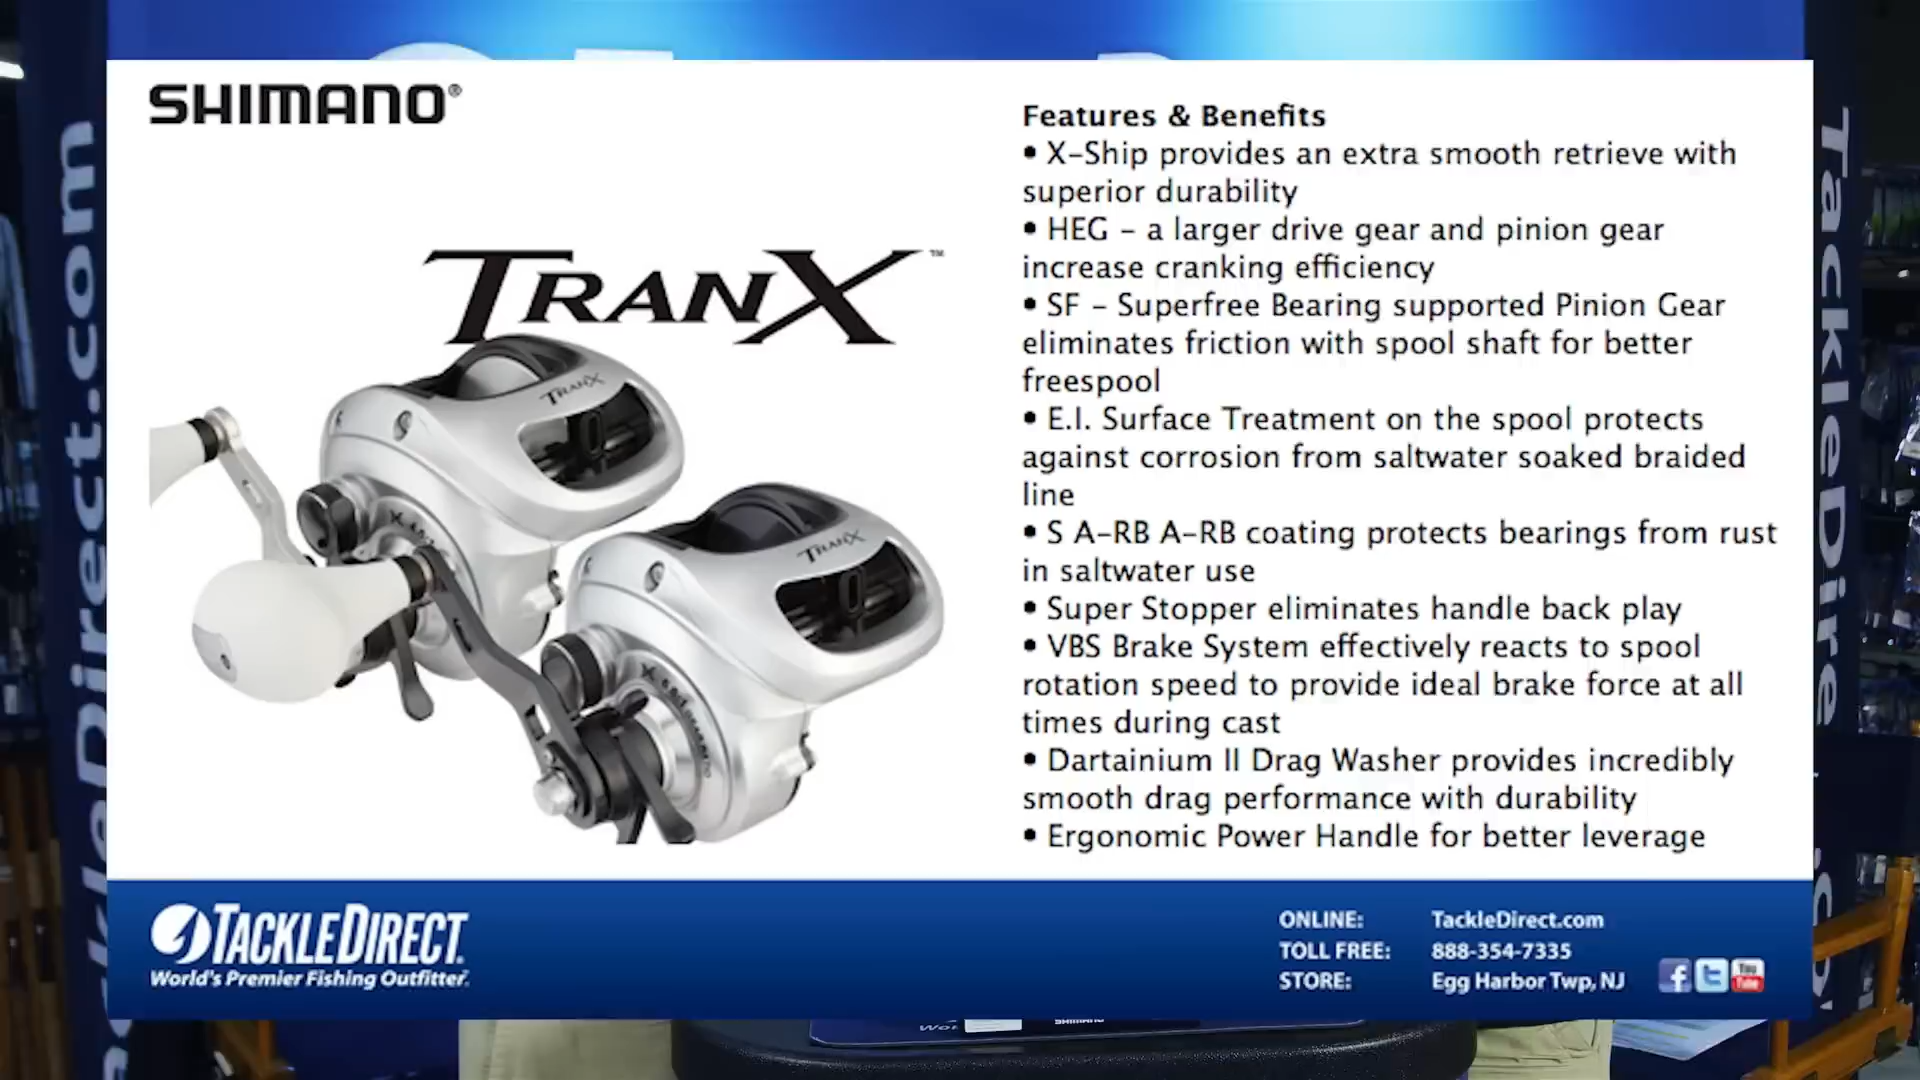 SHIMANO®
TRANX™
TRANX
TRANX
Features & Benefits
• X-Ship provides an extra smooth retrieve with
superior durability
• HEG - a larger drive gear and pinion gear
increase cranking efficiency
• SF - Superfree Bearing supported Pinion Gear
eliminates friction with spool shaft for better
freespool
• E.I. Surface Treatment on the spool protects
against corrosion from saltwater soaked braided
line
• S A-RB A-RB coating protects bearings from rust
in saltwater use
• Super Stopper eliminates handle back play
• VBS Brake System effectively reacts to spool
rotation speed to provide ideal brake force at all
times during cast
• Dartainium II Drag Washer provides incredibly
smooth drag performance with durability
• Ergonomic Power Handle for better leverage
TACKLEDIRECT.
World's Premier Fishing Outfitter.
ONLINE: TackleDirect.com
TOLL FREE: 888-354-7335
STORE: Egg Harbor Twp, NJ
You Tube
ckleDirect.com
TackleDire
SHIMANO